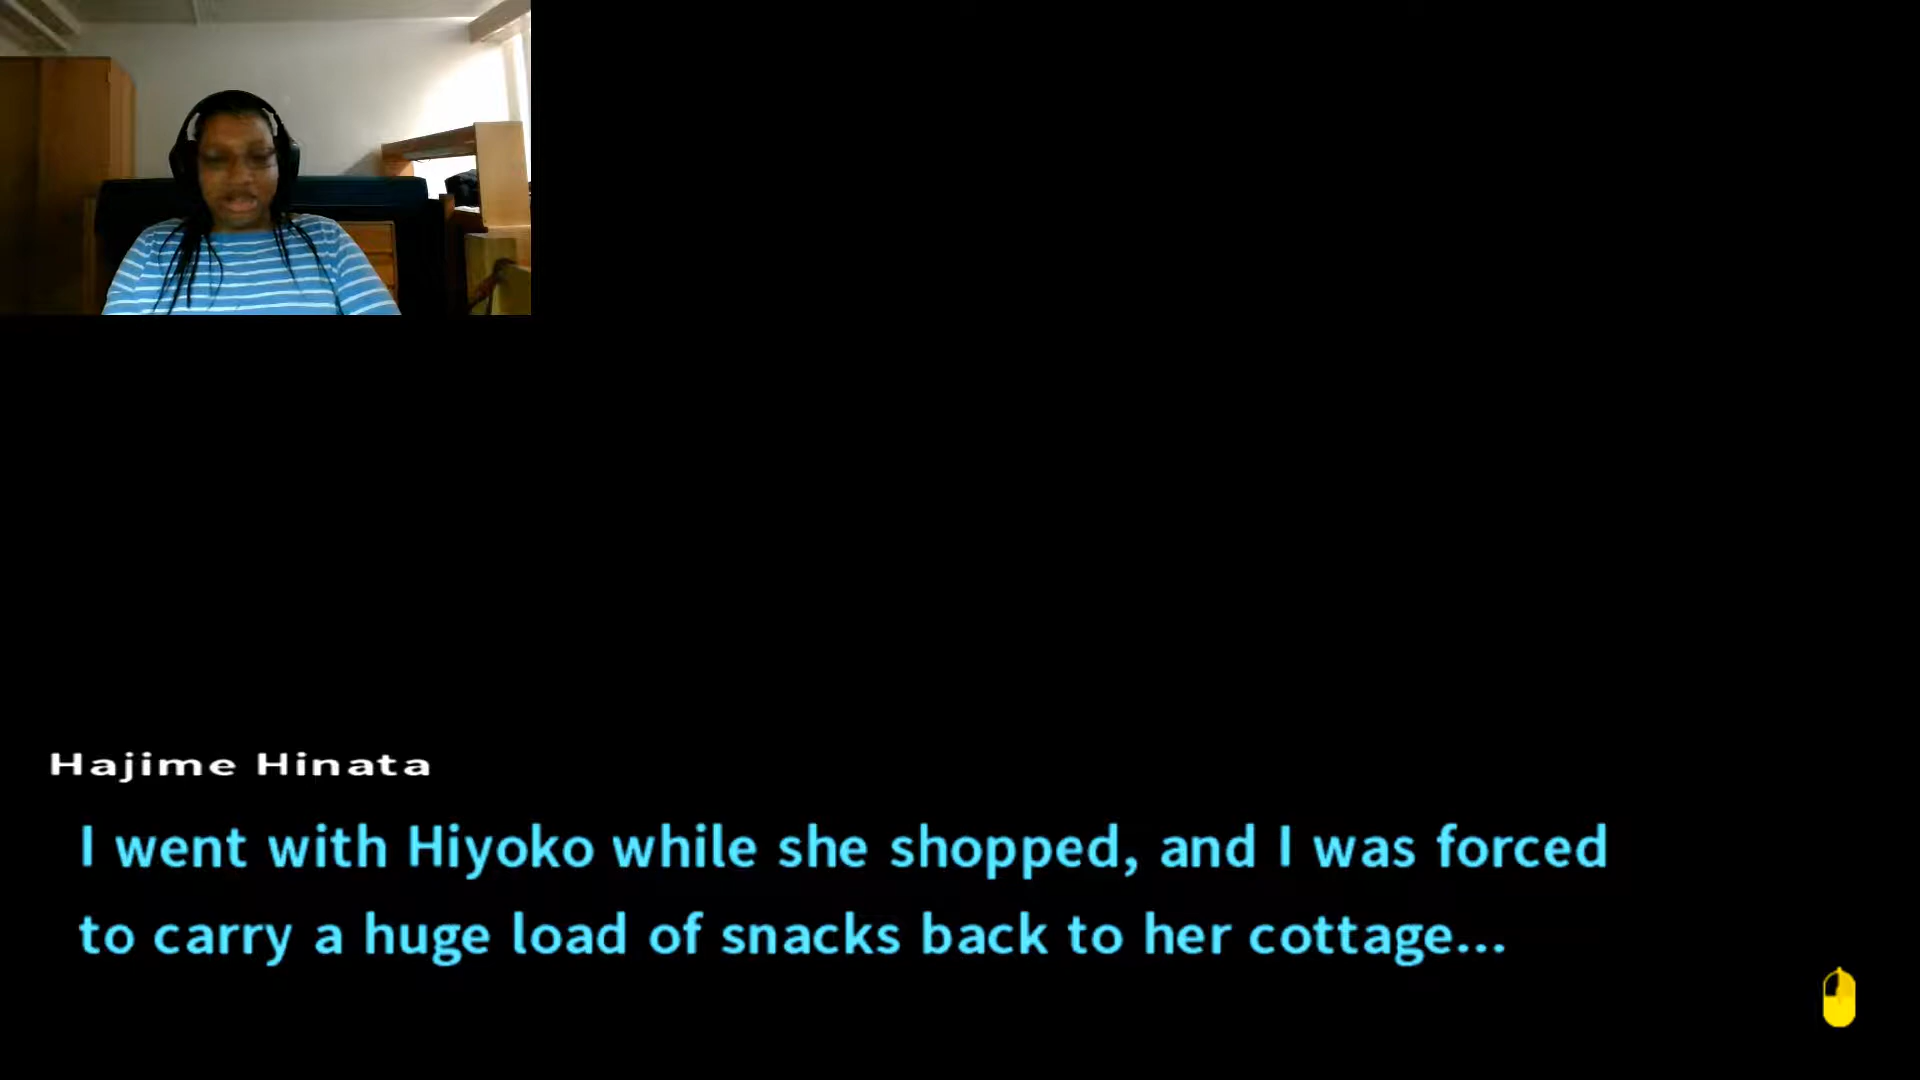 Hajime Hinata
I went with Hiyoko while she shopped, and I was forced
to carry a huge load of snacks back to her cottage...